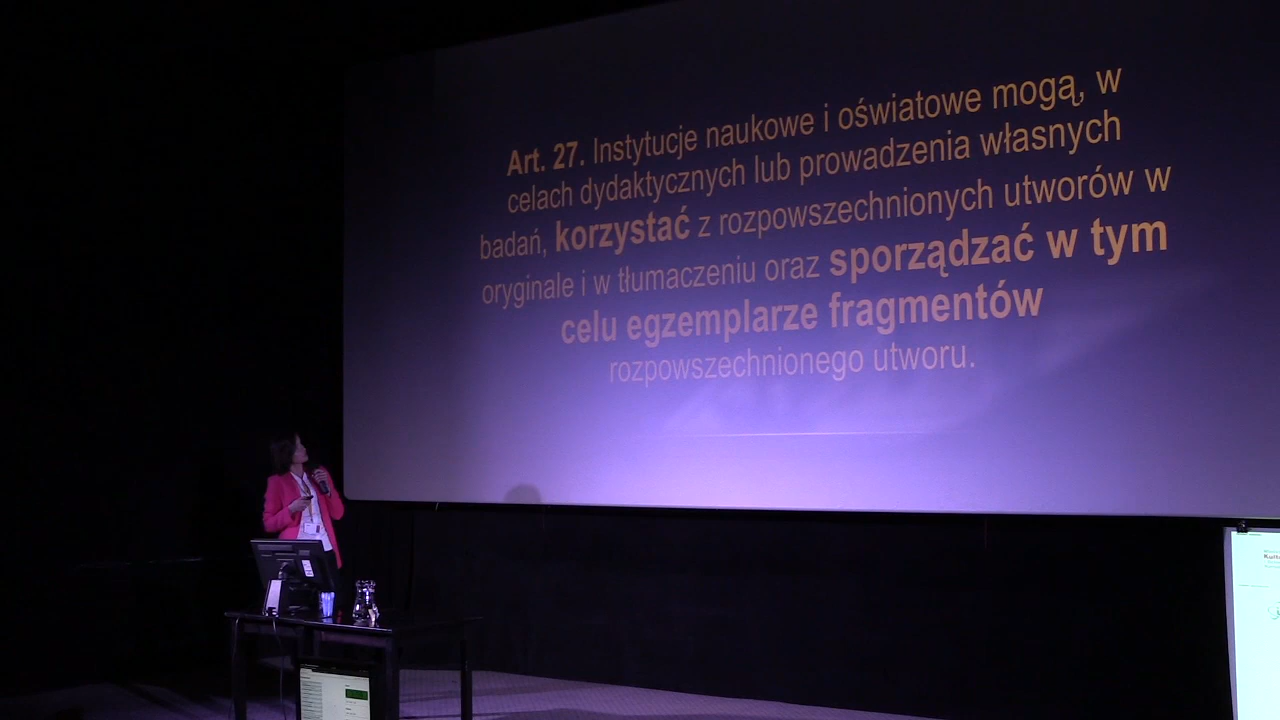 Art. 27. Instytucje naukowe i oświatowe mogą, w
celach dydaktycznych lub prowadzenia własnych
badań, korzystać z rozpowszechnionych utworów w
oryginale i w tłumaczeniu oraz sporządzać w tym
celu egzemplarze fragmentów
rozpowszechnionego utworu.